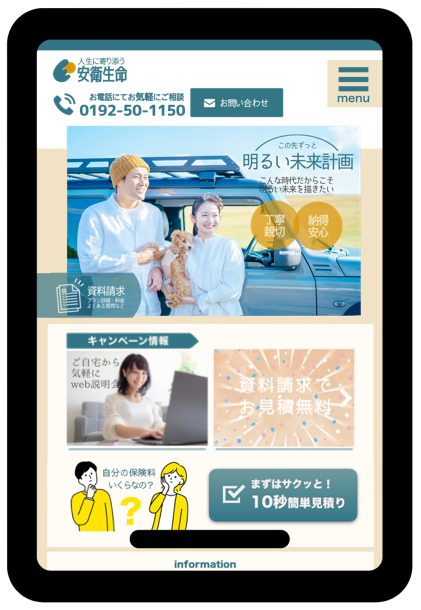 人生に寄り添う
安衛生命
お電話にてお気軽にご相談
0192-50-1150
お問い合わせ
menu
この先ずっと
明るい未来計画
こんな時代だからこそ
明るい未来を描きたい
丁寧
親切
納得
安心
資料請求
プラン詳細・料金
よくある質問など
キャンペーン情報
ご自宅から
気軽に
web説明会
資料請求で
お見積無料
自分の保険料
いくらなの?
?
まずはサクッと!
10秒簡単見積り
information